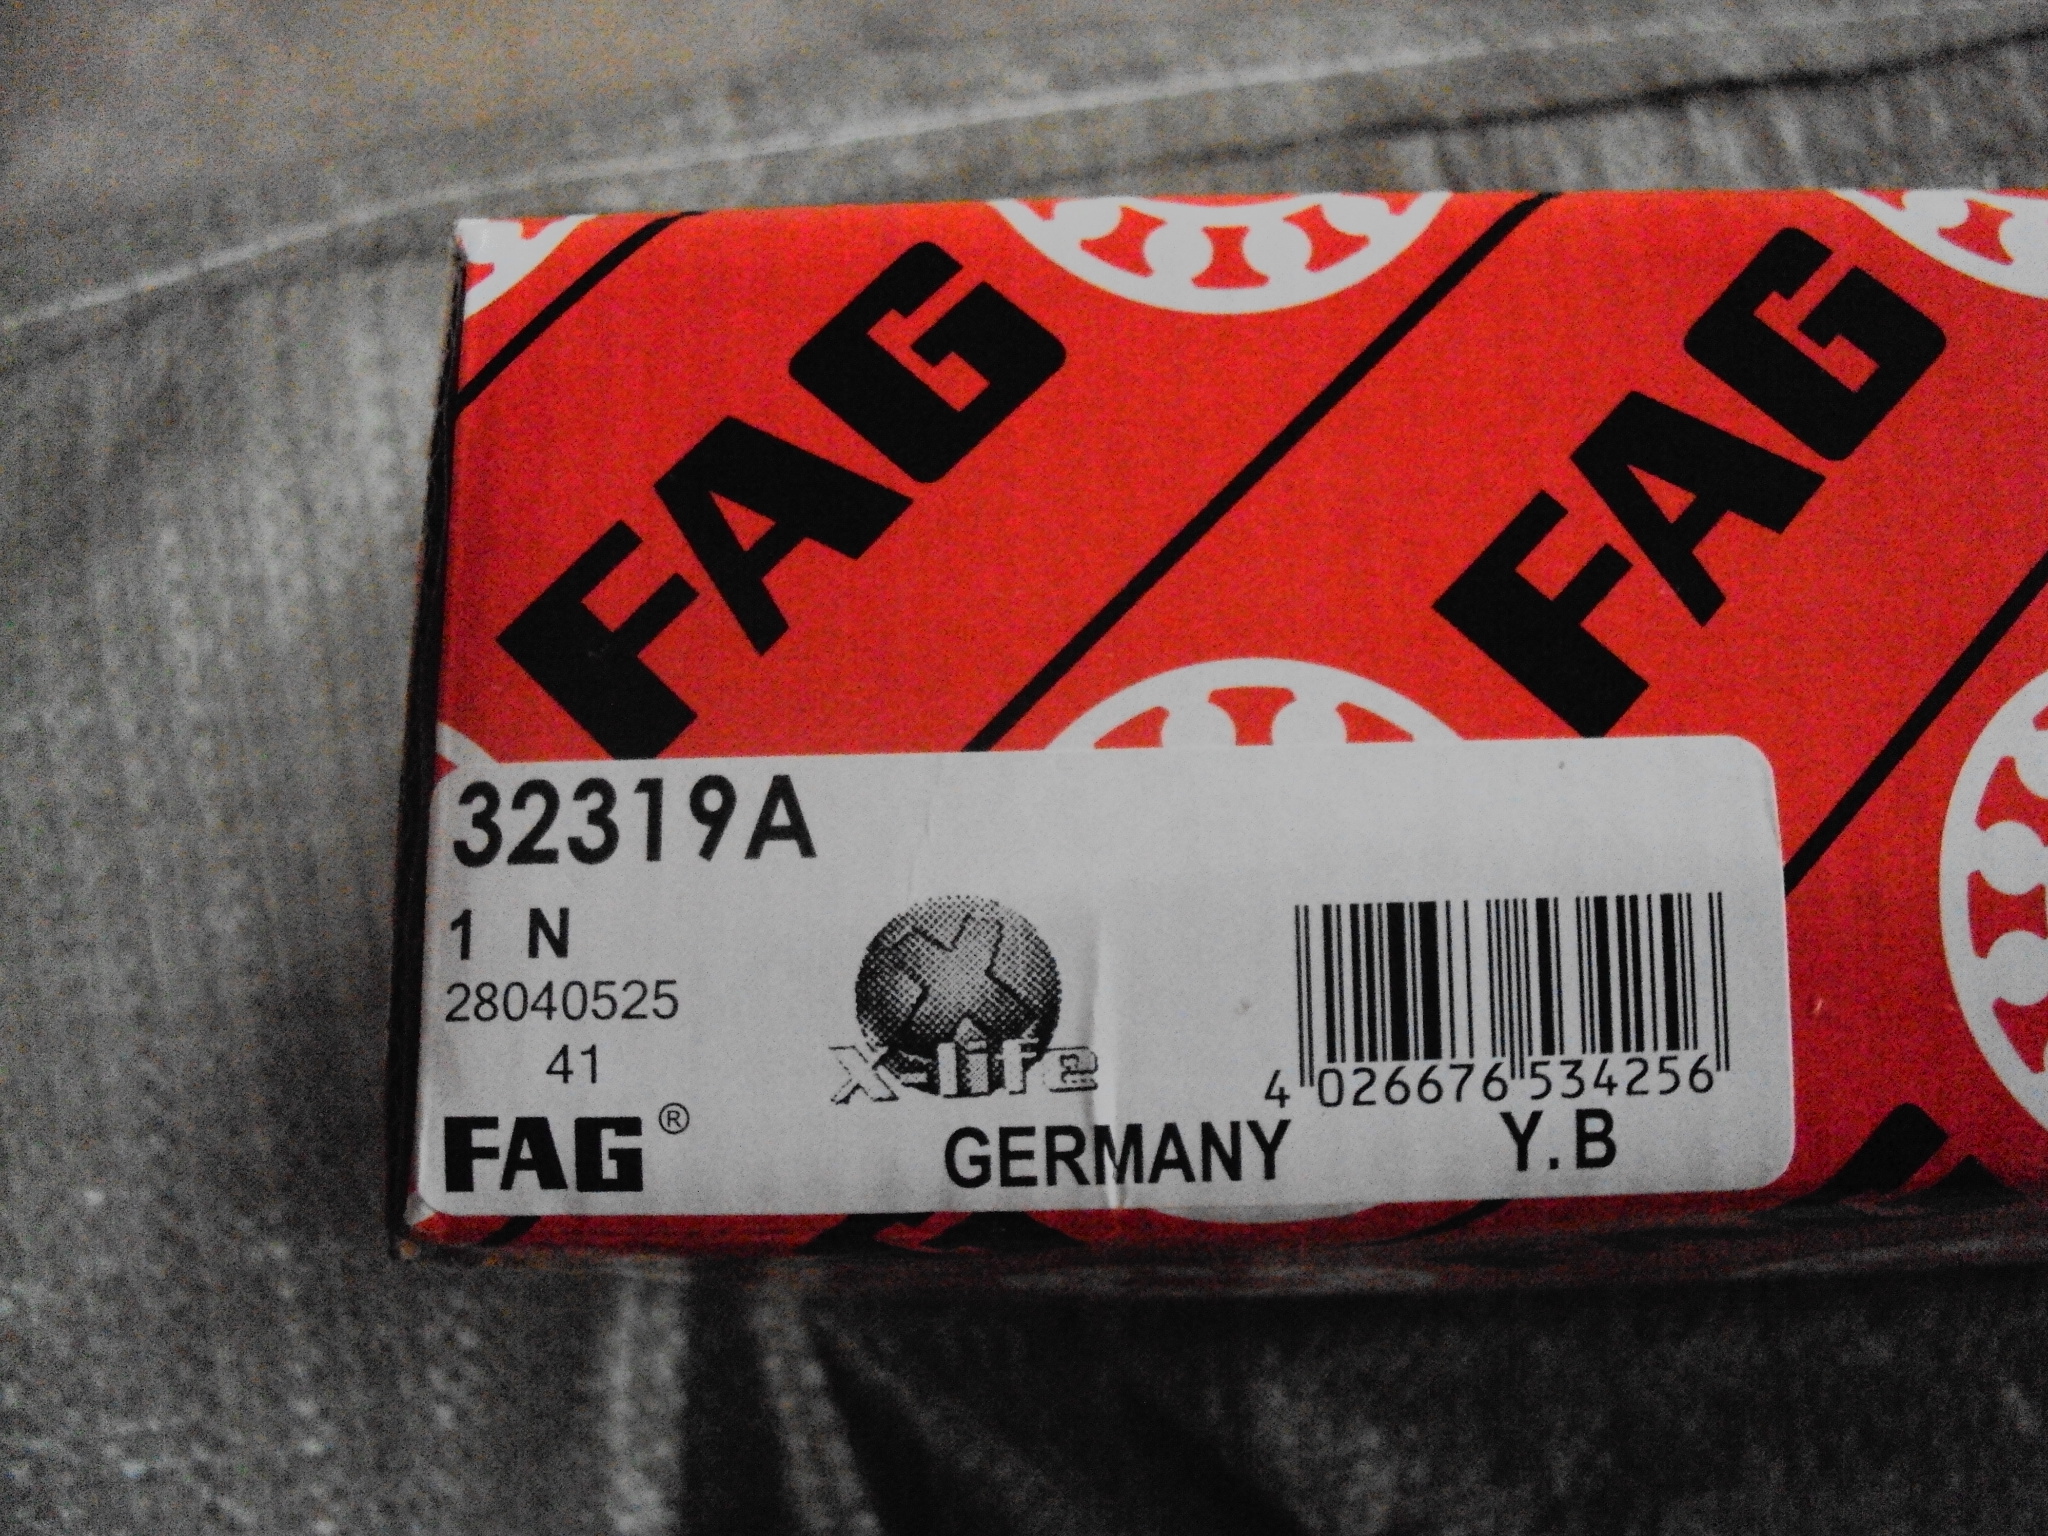 FAG
FAG
32319A
1 N
28040525
41
x-life
4 026676 534256
FAG®
GERMANY
Y.B